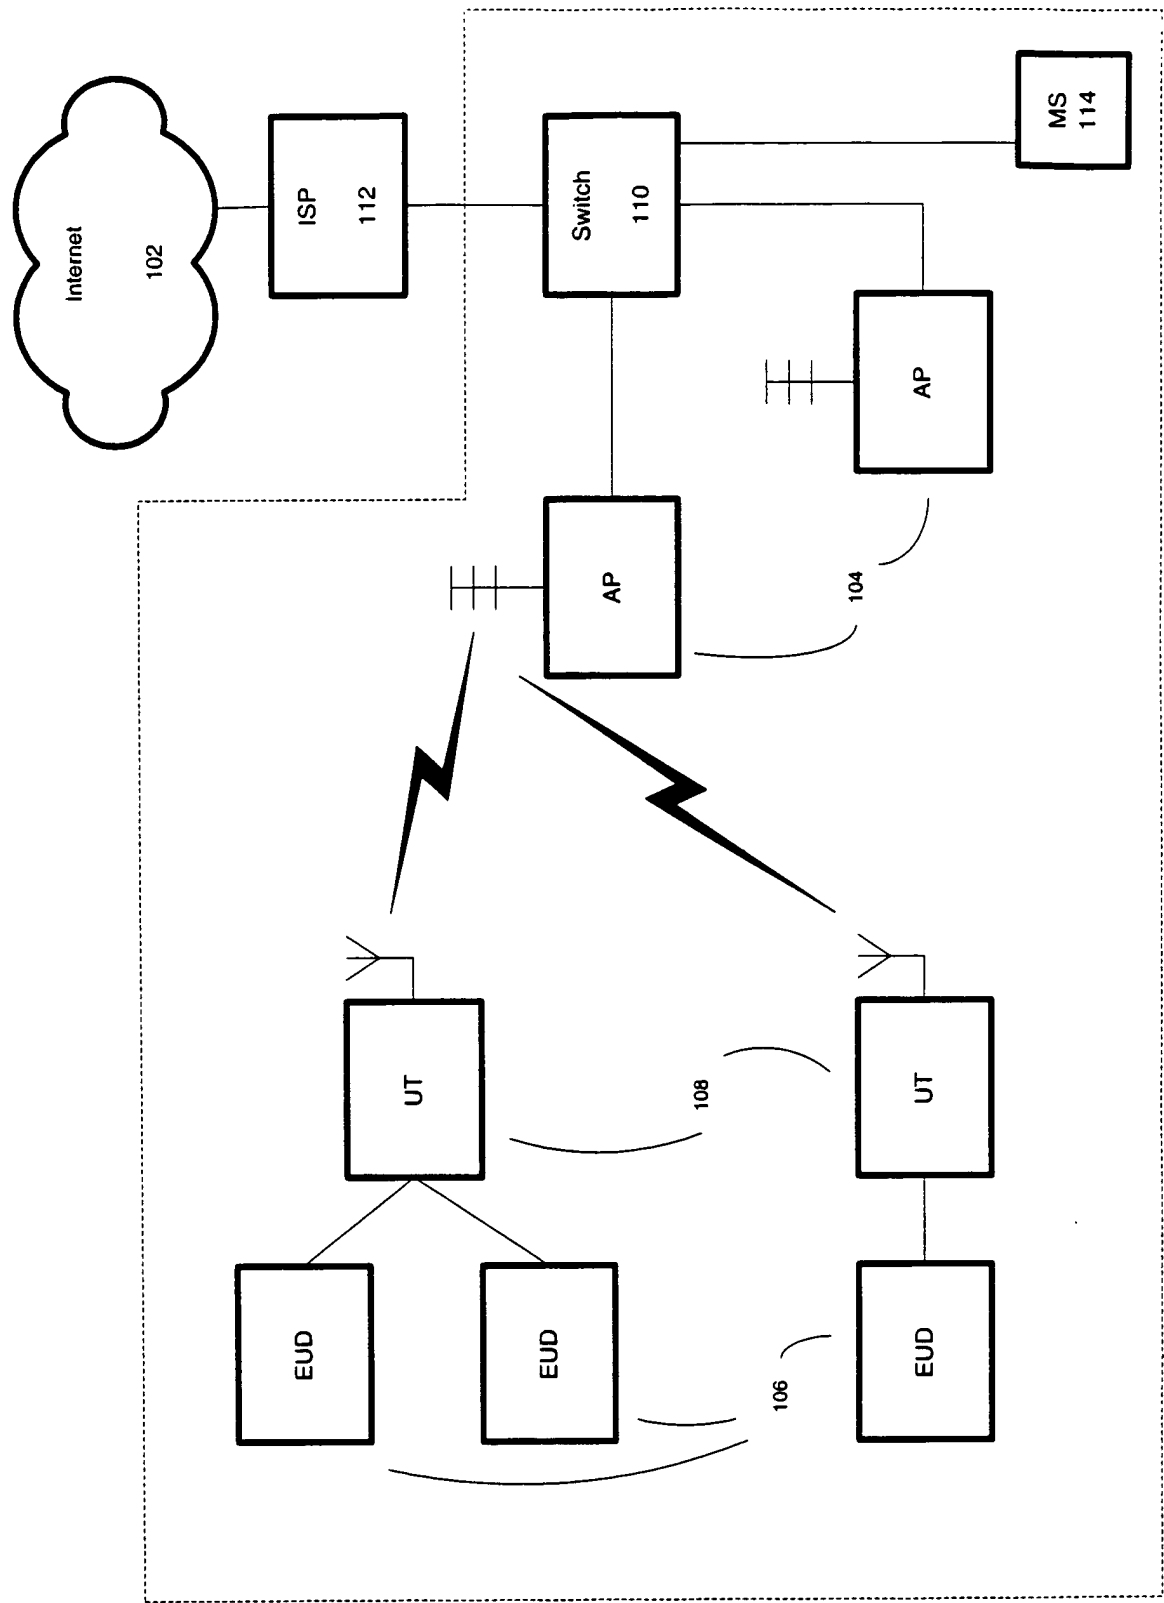 Internet
102
EUD
ISP
112
UT
EUD
AP
Switch
110
108
106
104
EUD
UT
AP
MS
114